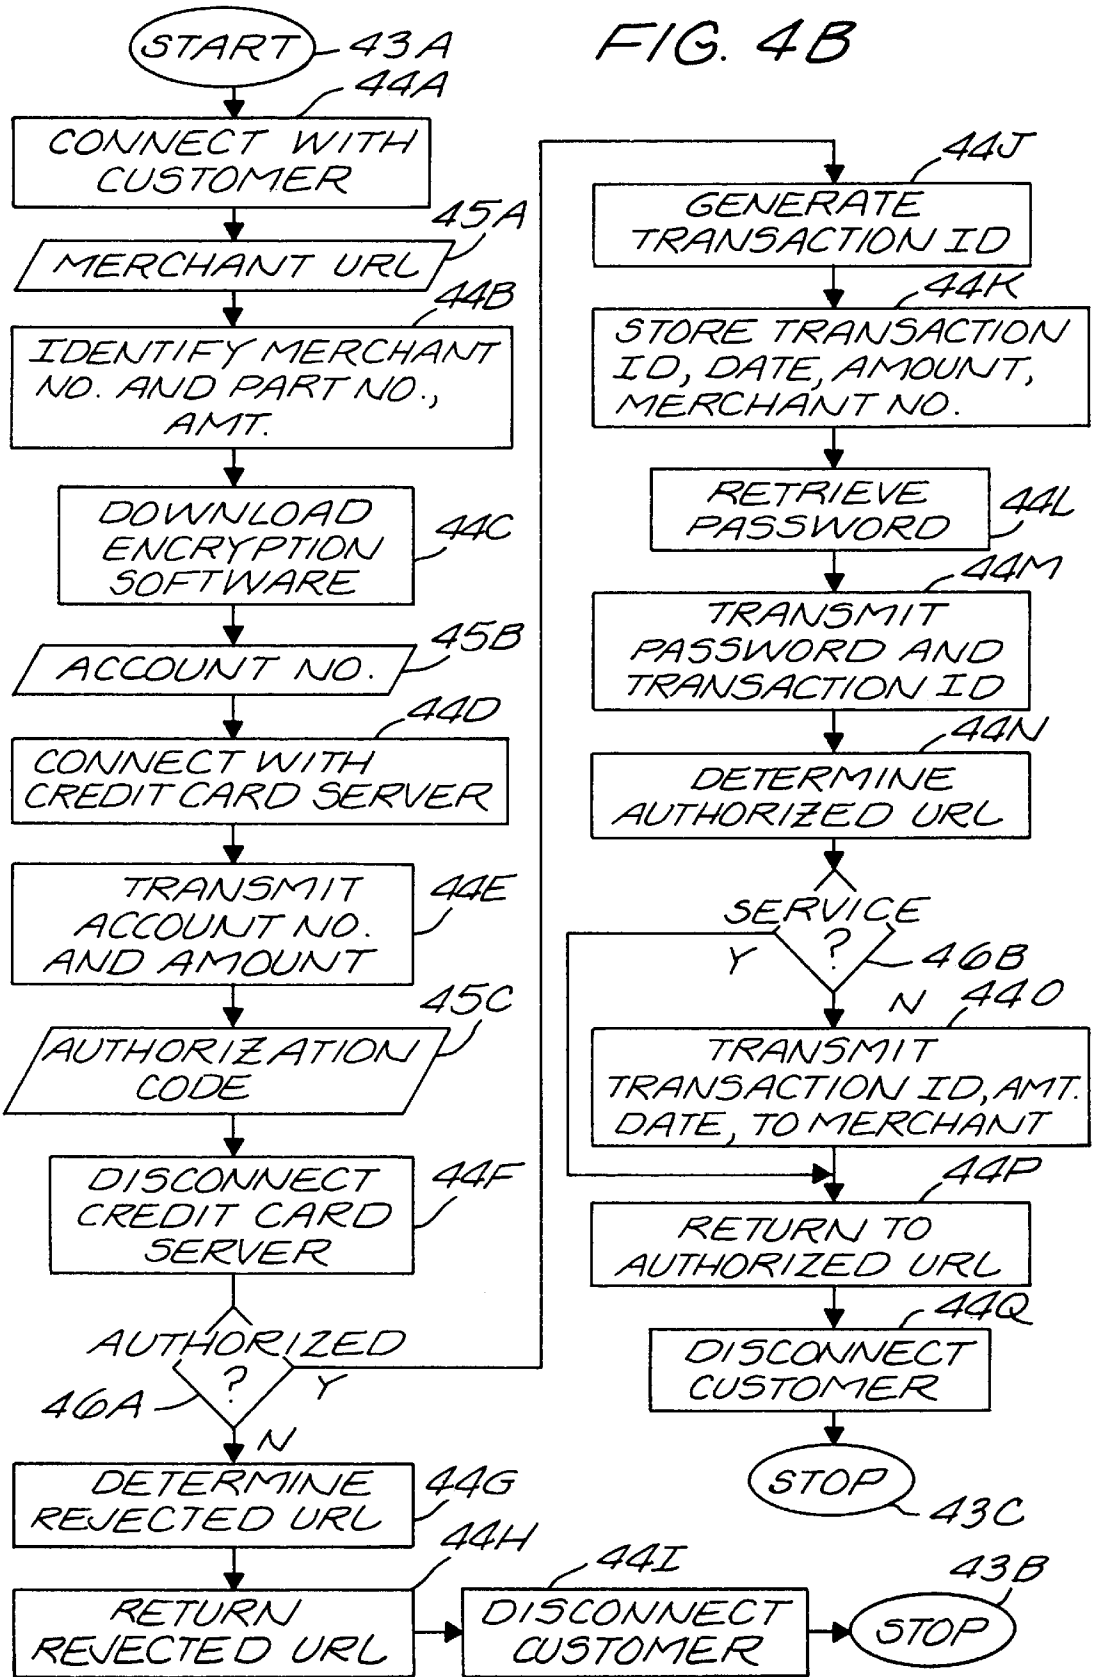 FIG. 4B
START
43A
44A
CONNECT WITH
CUSTOMER
45A
MERCHANT URL
44B
IDENTIFY MERCHANT
NO. AND PART NO.,
AMT.
DOWNLOAD
ENCRYPTION
SOFTWARE
44C
45B
ACCOUNT NO.
44D
CONNECT WITH
CREDIT CARD SERVER
TRANSMIT
ACCOUNT NO.
AND AMOUNT
44E
45C
AUTHORIZATION
CODE
DISCONNECT
CREDIT CARD
SERVER
44F
AUTHORIZED
?
Y
46A
N
DETERMINE
REJECTED URL
44G
44H
RETURN
REJECTED URL
44I
DISCONNECT
CUSTOMER
43B
STOP
44J
GENERATE
TRANSACTION ID
44K
STORE TRANSACTION
ID, DATE, AMOUNT,
MERCHANT NO.
RETRIEVE
PASSWORD
44L
44M
TRANSMIT
PASSWORD AND
TRANSACTION ID
44N
DETERMINE
AUTHORIZED URL
SERVICE
?
Y
46B
N
44O
TRANSMIT
TRANSACTION ID, AMT.
DATE, TO MERCHANT
44P
RETURN TO
AUTHORIZED URL
44Q
DISCONNECT
CUSTOMER
STOP
43C